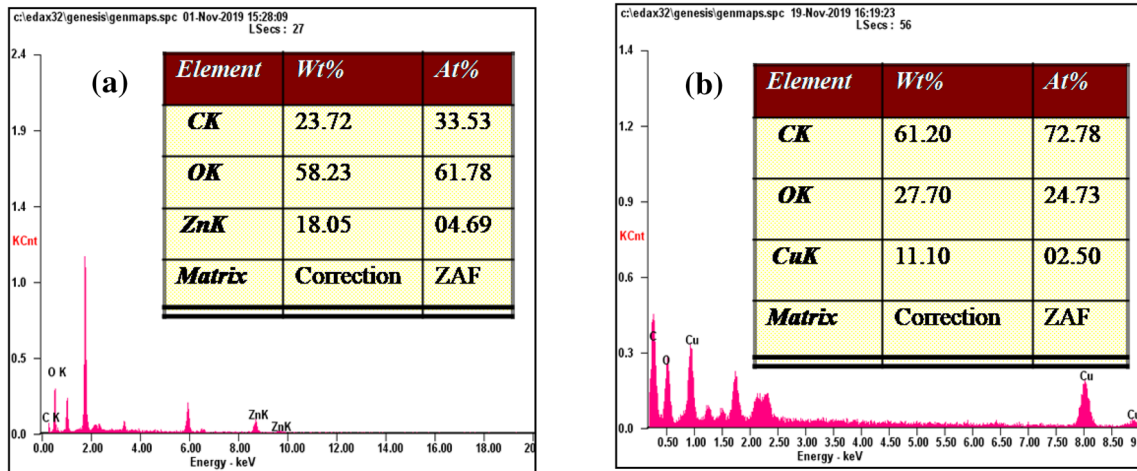 c:\edax32\genesis\genmaps.spc 01-Nov-2019 15:28:09
LSecs : 27
2.4
1.9
1.4
KCnt
1.0
0.5
0.0
(a)
Element Wt% At%
CK 23.72 33.53
OK 58.23 61.78
ZnK 18.05 04.69
Matrix Correction ZAF
O K
C K
ZnK
ZnK
0.00 2.00 4.00 6.00 8.00 10.00 12.00 14.00 16.00 18.00 20
Energy - keV
c:\edax32\genesis\genmaps.spc 19-Nov-2019 16:19:23
LSecs : 56
1.4
1.2
0.9
KCnt
0.6
0.3
0.0
(b)
Element Wt% At%
CK 61.20 72.78
OK 27.70 24.73
CuK 11.10 02.50
Matrix Correction ZAF
C
O
Cu
Cu
Cu
0.50 1.00 1.50 2.00 2.50 3.00 3.50 4.00 4.50 5.00 5.50 6.00 6.50 7.00 7.50 8.0 8.50 9.0
Energy - keV